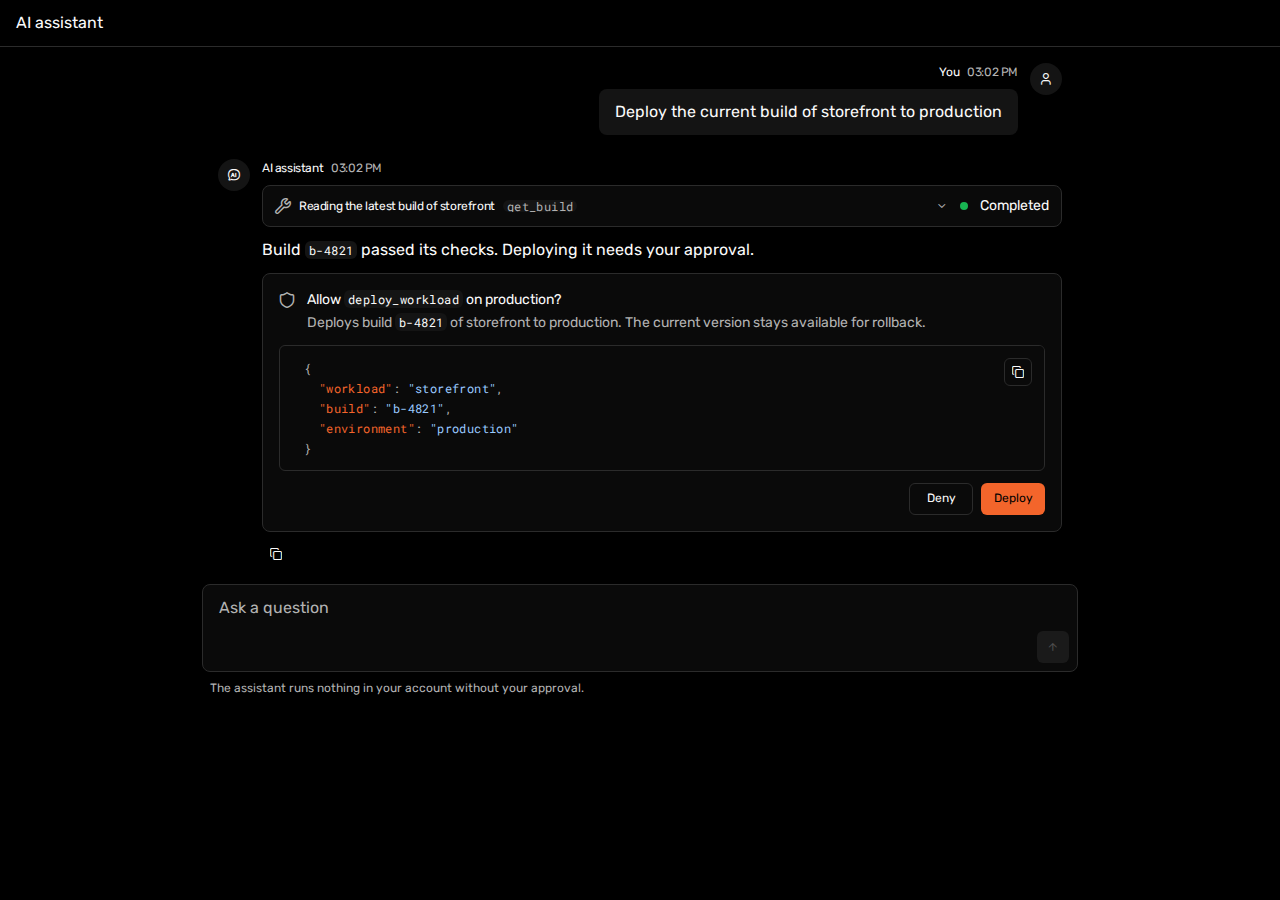 AI assistant
You 03:02 PM
Deploy the current build of storefront to production
AI
AI assistant 03:02 PM
Reading the latest build of storefront get_build
Completed
Build b-4821 passed its checks. Deploying it needs your approval.
Allow deploy_workload on production?
Deploys build b-4821 of storefront to production. The current version stays available for rollback.
{
"workload": "storefront",
"build": "b-4821",
"environment": "production"
}
Deny
Deploy
Ask a question
The assistant runs nothing in your account without your approval.